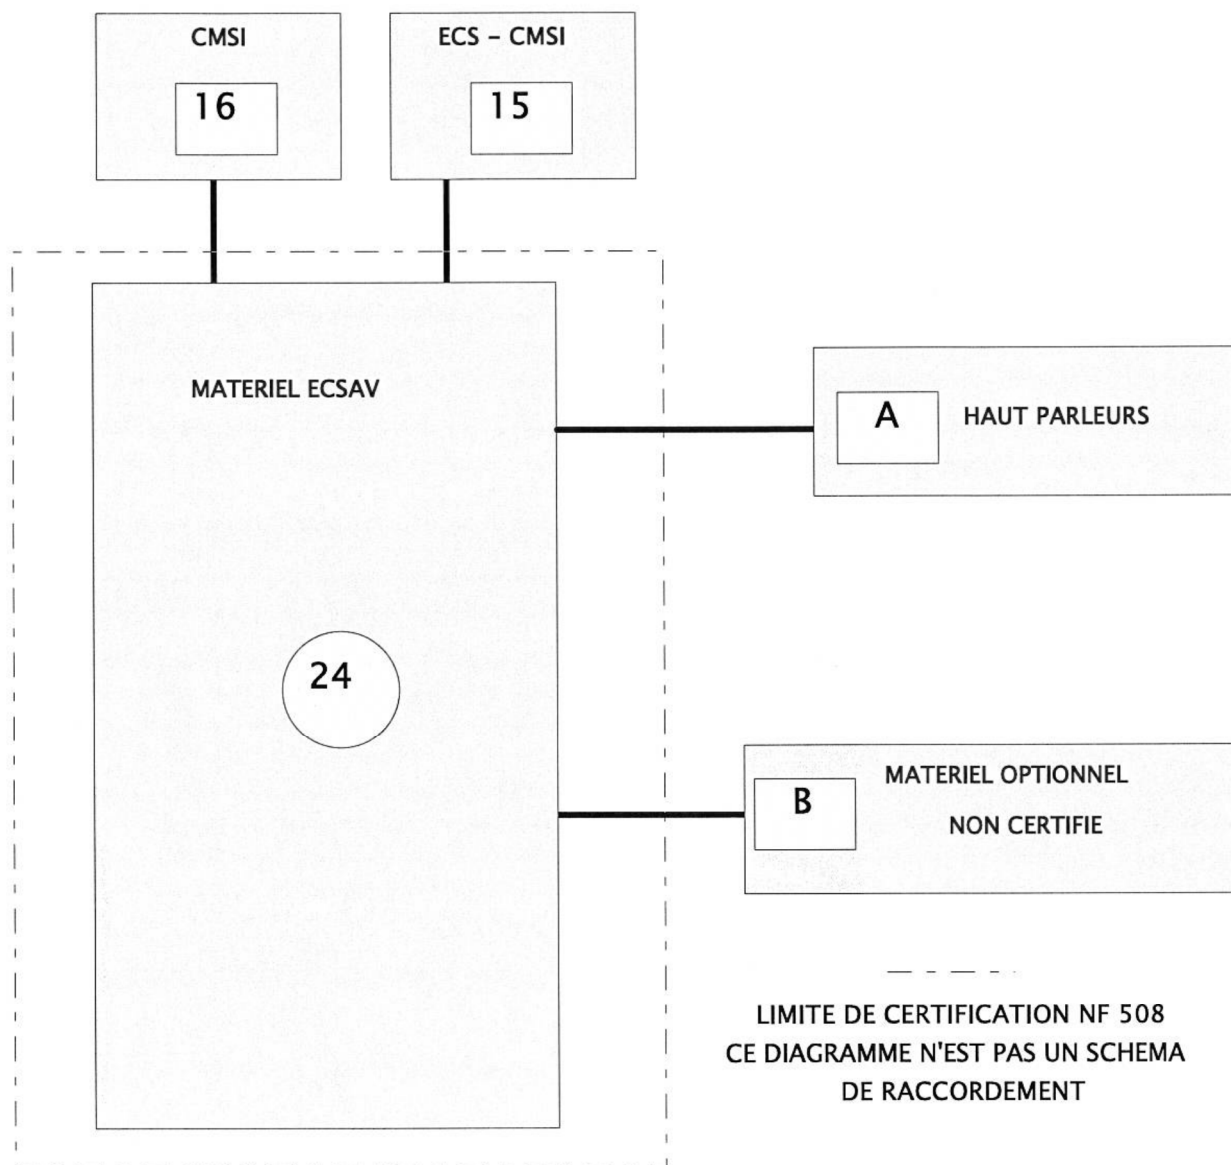 CMSI
16
ECS – CMSI
15
MATERIEL ECSAV
A
HAUT PARLEURS
24
B
MATERIEL OPTIONNEL
NON CERTIFIE
LIMITE DE CERTIFICATION NF 508
CE DIAGRAMME N'EST PAS UN SCHEMA
DE RACCORDEMENT